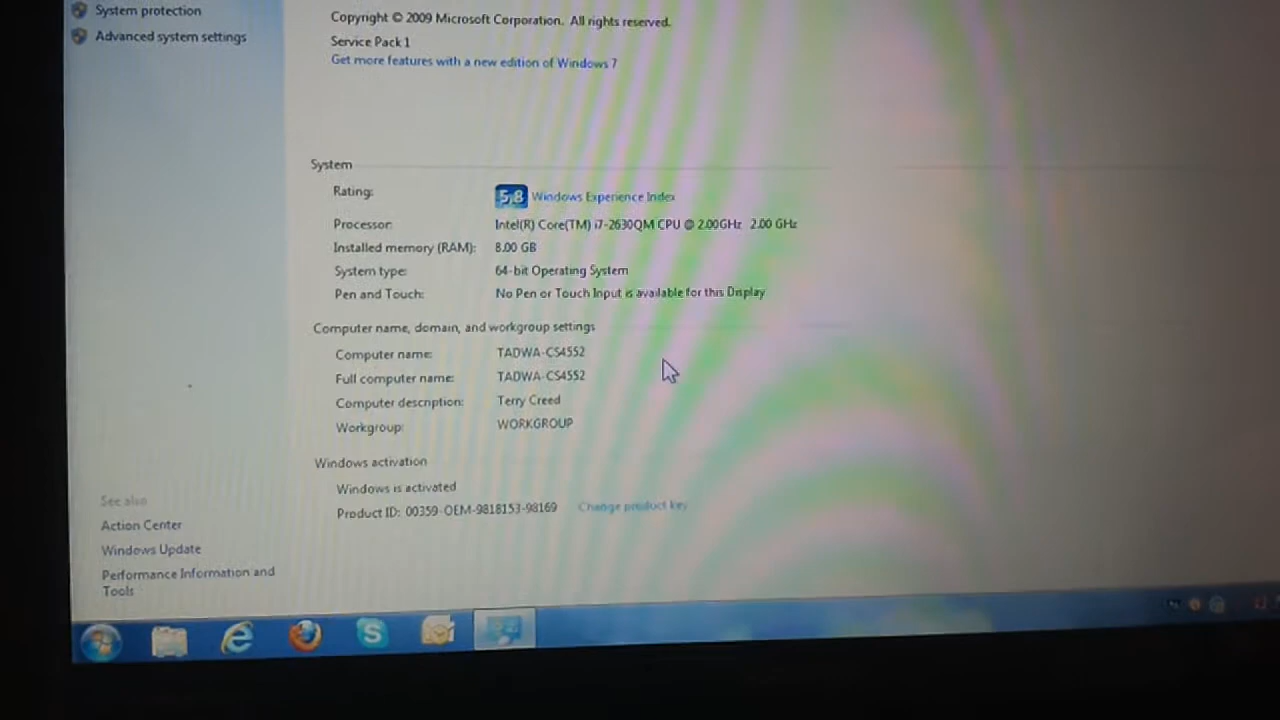 System protection
Advanced system settings
Copyright © 2009 Microsoft Corporation. All rights reserved.
Service Pack 1
Get more features with a new edition of Windows 7
System
Rating: 5.8 Windows Experience Index
Processor: Intel(R) Core(TM) i7-2630QM CPU @ 2.00GHz 2.00 GHz
Installed memory (RAM): 8.00 GB
System type: 64-bit Operating System
Pen and Touch: No Pen or Touch Input is available for this Display
Computer name, domain, and workgroup settings
Computer name: TADWA-CS4552
Full computer name: TADWA-CS4552
Computer description: Terry Creed
Workgroup: WORKGROUP
Windows activation
Windows is activated
Product ID: 00359-OEM-9818153-98169 Change product key
See also
Action Center
Windows Update
Performance Information and
Tools